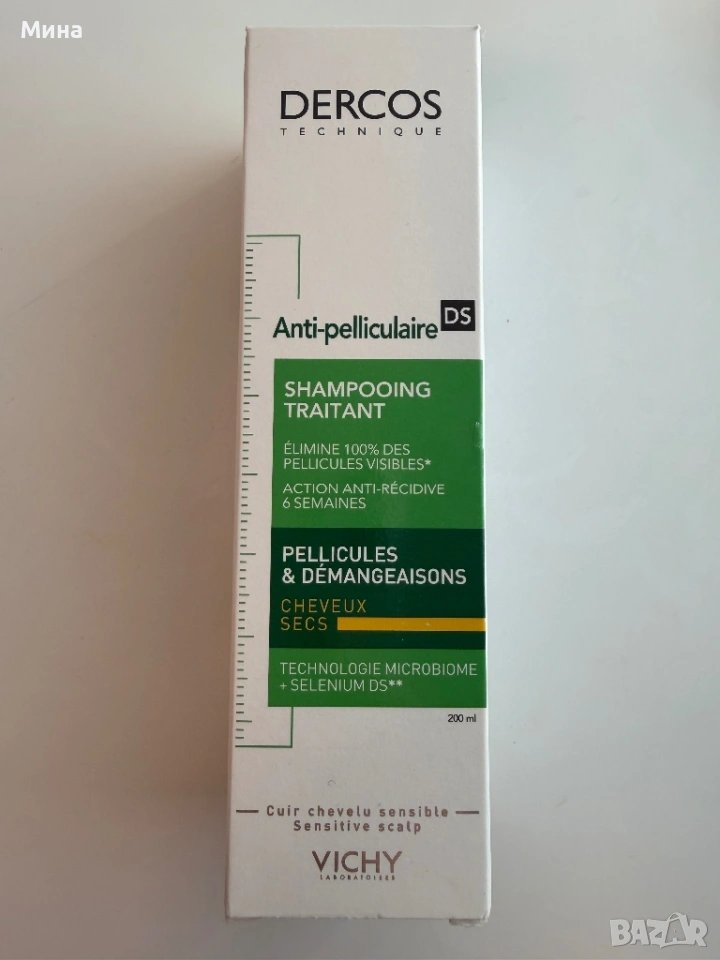 Мина
DERCOS
TECHNIQUE
Anti-pelliculaire DS
SHAMPOOING
TRAITANT
ÉLIMINE 100% DES
PELLICULES VISIBLES*
ACTION ANTI-RÉCIDIVE
6 SEMAINES
PELLICULES
& DÉMANGEAISONS
CHEVEUX
SECS
TECHNOLOGIE MICROBIOME
+ SELENIUM DS**
200 ml
Cuir chevelu sensible
Sensitive scalp
VICHY
LABORATOIRES
BAZAR